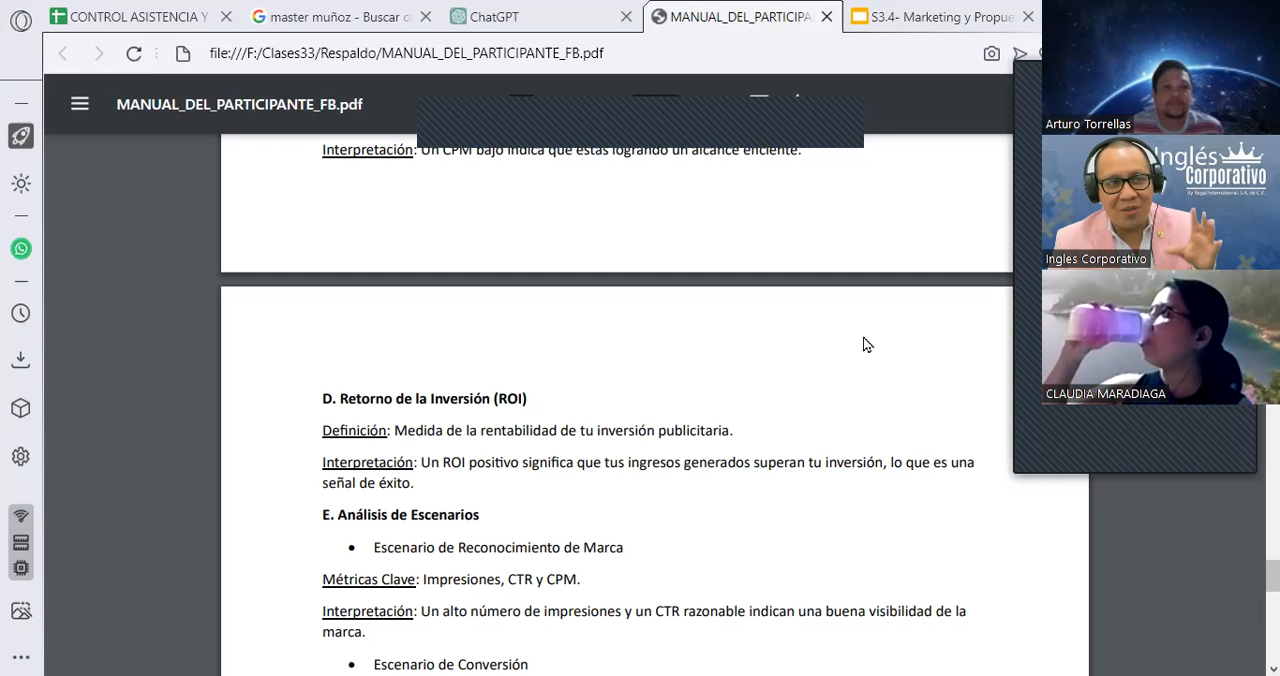 CONTROL ASISTENCIA Y
master muñoz - Buscar c
ChatGPT
MANUAL_DEL_PARTICIPA
S3.4- Marketing y Propue
file:///F:/Clases33/Respaldo/MANUAL_DEL_PARTICIPANTE_FB.pdf
MANUAL_DEL_PARTICIPANTE_FB.pdf
Arturo Torrellas
Inglés
Corporativo
By Regal International, S.A. de C.V.
Ingles Corporativo
CLAUDIA MARADIAGA
Interpretación: Un CPM bajo indica que estás logrando un alcance eficiente.
D. Retorno de la Inversión (ROI)
Definición: Medida de la rentabilidad de tu inversión publicitaria.
Interpretación: Un ROI positivo significa que tus ingresos generados superan tu inversión, lo que es una
señal de éxito.
E. Análisis de Escenarios
• Escenario de Reconocimiento de Marca
Métricas Clave: Impresiones, CTR y CPM.
Interpretación: Un alto número de impresiones y un CTR razonable indican una buena visibilidad de la
marca.
• Escenario de Conversión